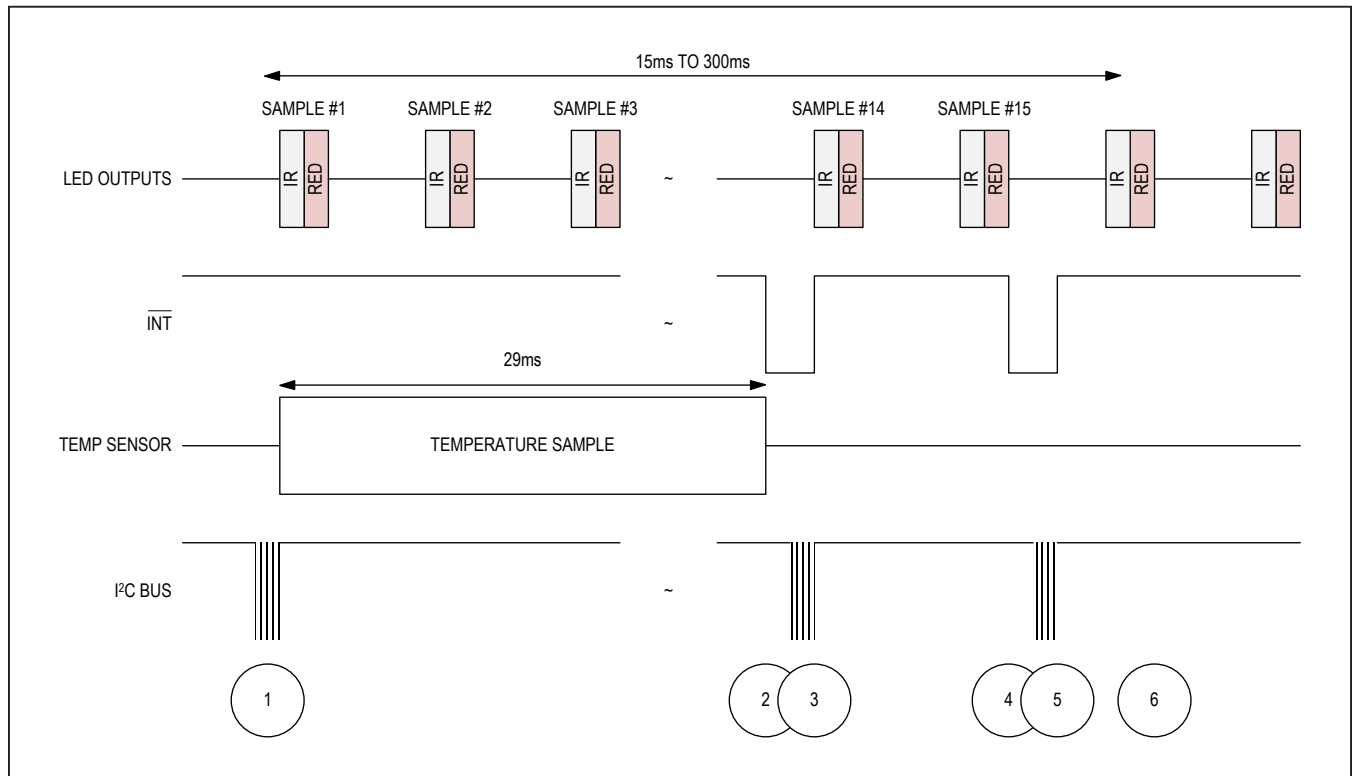 15ms TO 300ms
SAMPLE #1 SAMPLE #2 SAMPLE #3 SAMPLE #14 SAMPLE #15
LED OUTPUTS IR RED IR RED IR RED ~ IR RED IR RED IR RED IR RED
INT ~
29ms
TEMP SENSOR TEMPERATURE SAMPLE
I²C BUS ~
1 2 3 4 5 6